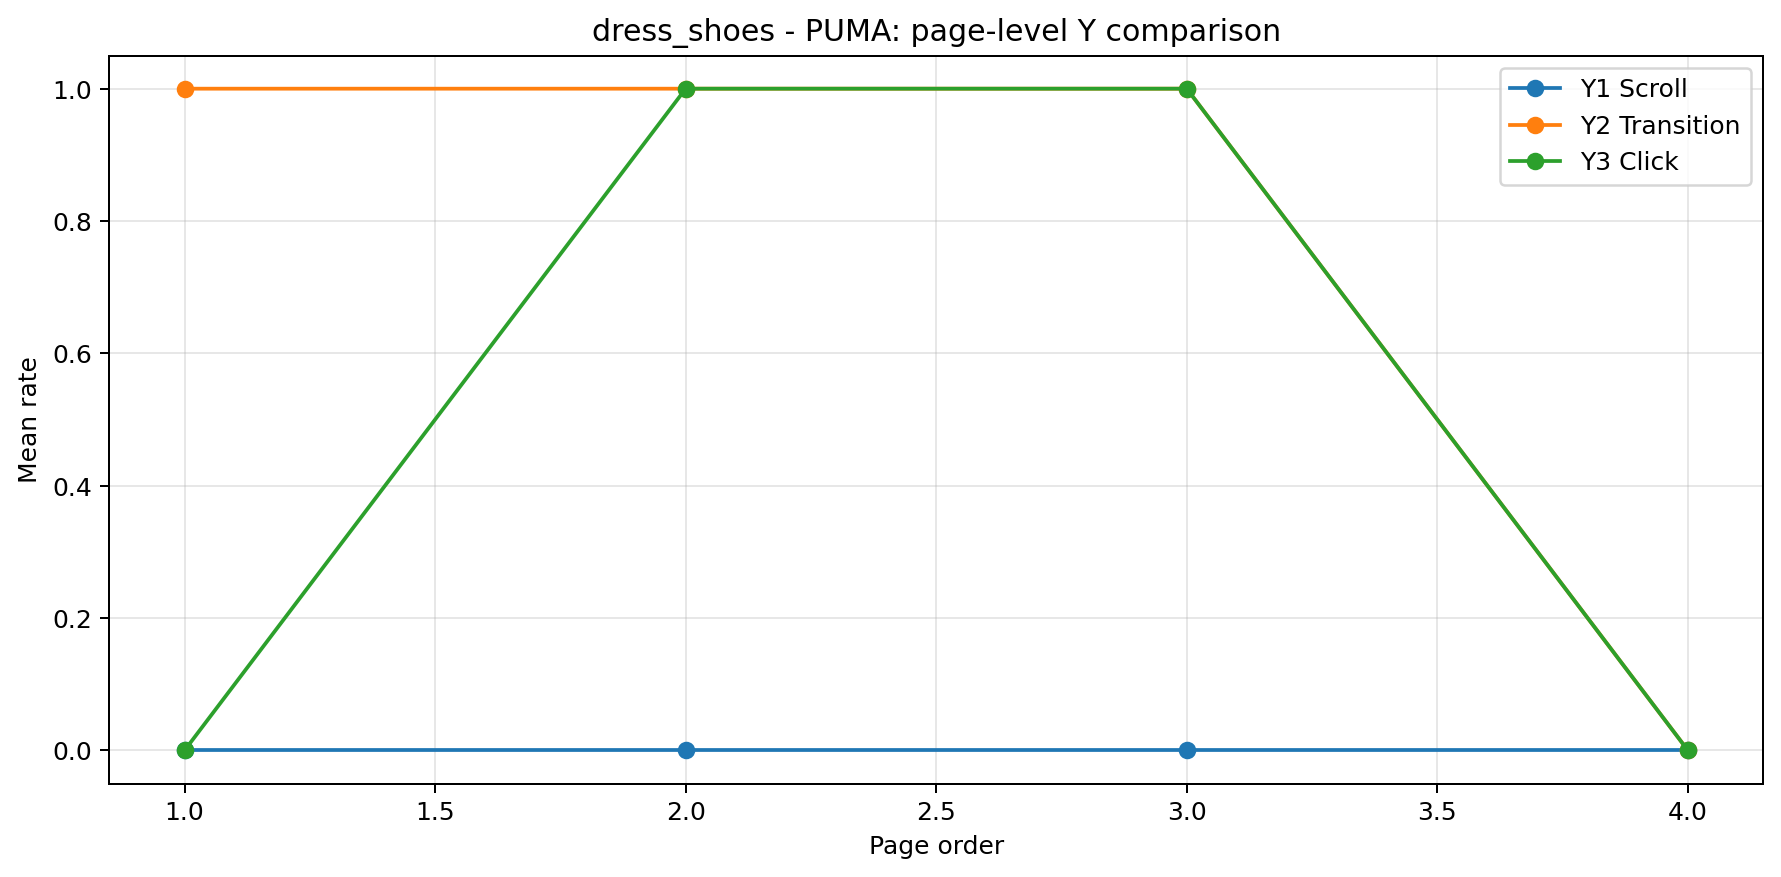 dress_shoes - PUMA: page-level Y comparison
Y1 Scroll
Y2 Transition
Y3 Click
Mean rate
1.0
0.8
0.6
0.4
0.2
0.0
1.0 1.5 2.0 2.5 3.0 3.5 4.0
Page order